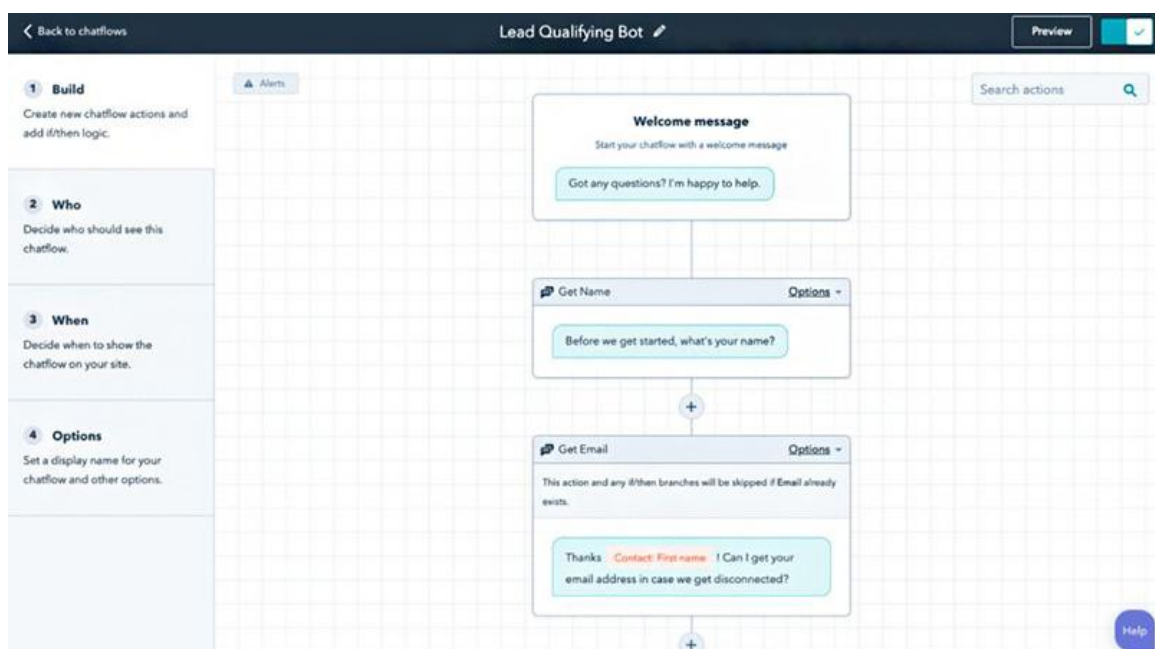 Back to chatflows
Lead Qualifying Bot
Preview
1 Build
Create new chatflow actions and
add if/then logic.
2 Who
Decide who should see this
chatflow.
3 When
Decide when to show the
chatflow on your site.
4 Options
Set a display name for your
chatflow and other options.
Alerts
Search actions
Welcome message
Start your chatflow with a welcome message
Got any questions? I'm happy to help.
Get Name Options
Before we get started, what's your name?
+
Get Email Options
This action and any if/then branches will be skipped if Email already
exists.
Thanks Contact: First name ! Can I get your
email address in case we get disconnected?
+
Help